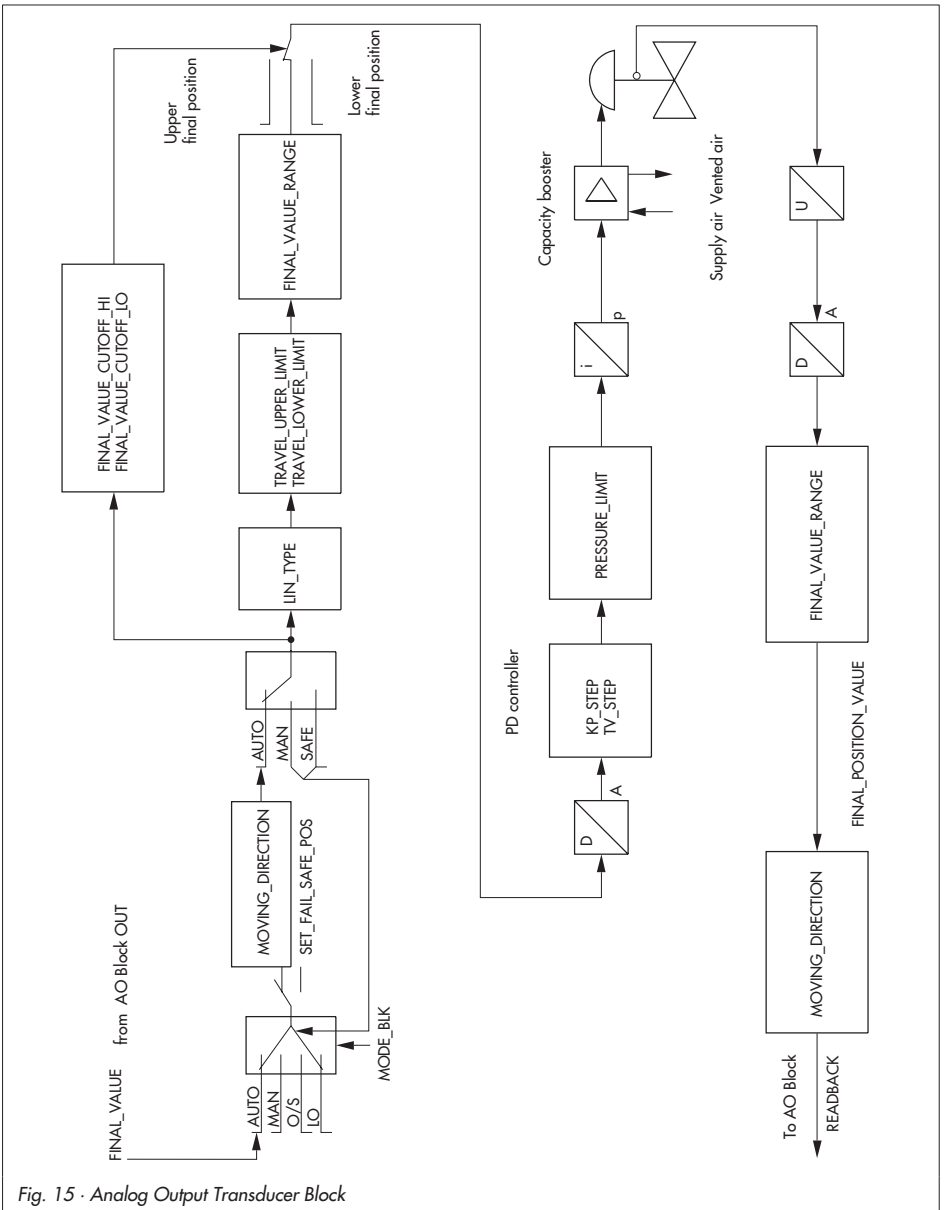 FINAL_VALUE
from AO Block OUT
AUTO
MAN
O/S
LO
MODE_BLK
MOVING_DIRECTION
SET_FAIL_SAFE_POS
AUTO
MAN
SAFE
LIN_TYPE
TRAVEL_UPPER_LIMIT
TRAVEL_LOWER_LIMIT
FINAL_VALUE_RANGE
FINAL_VALUE_CUTOFF_HI
FINAL_VALUE_CUTOFF_LO
Upper
final position
Lower
final position
D
A
PD controller
KP_STEP
TV_STEP
PRESSURE_LIMIT
i
p
Capacity booster
Supply air
Vented air
U
D
A
FINAL_VALUE_RANGE
FINAL_POSITION_VALUE
MOVING_DIRECTION
To AO Block
READBACK
Fig. 15 · Analog Output Transducer Block